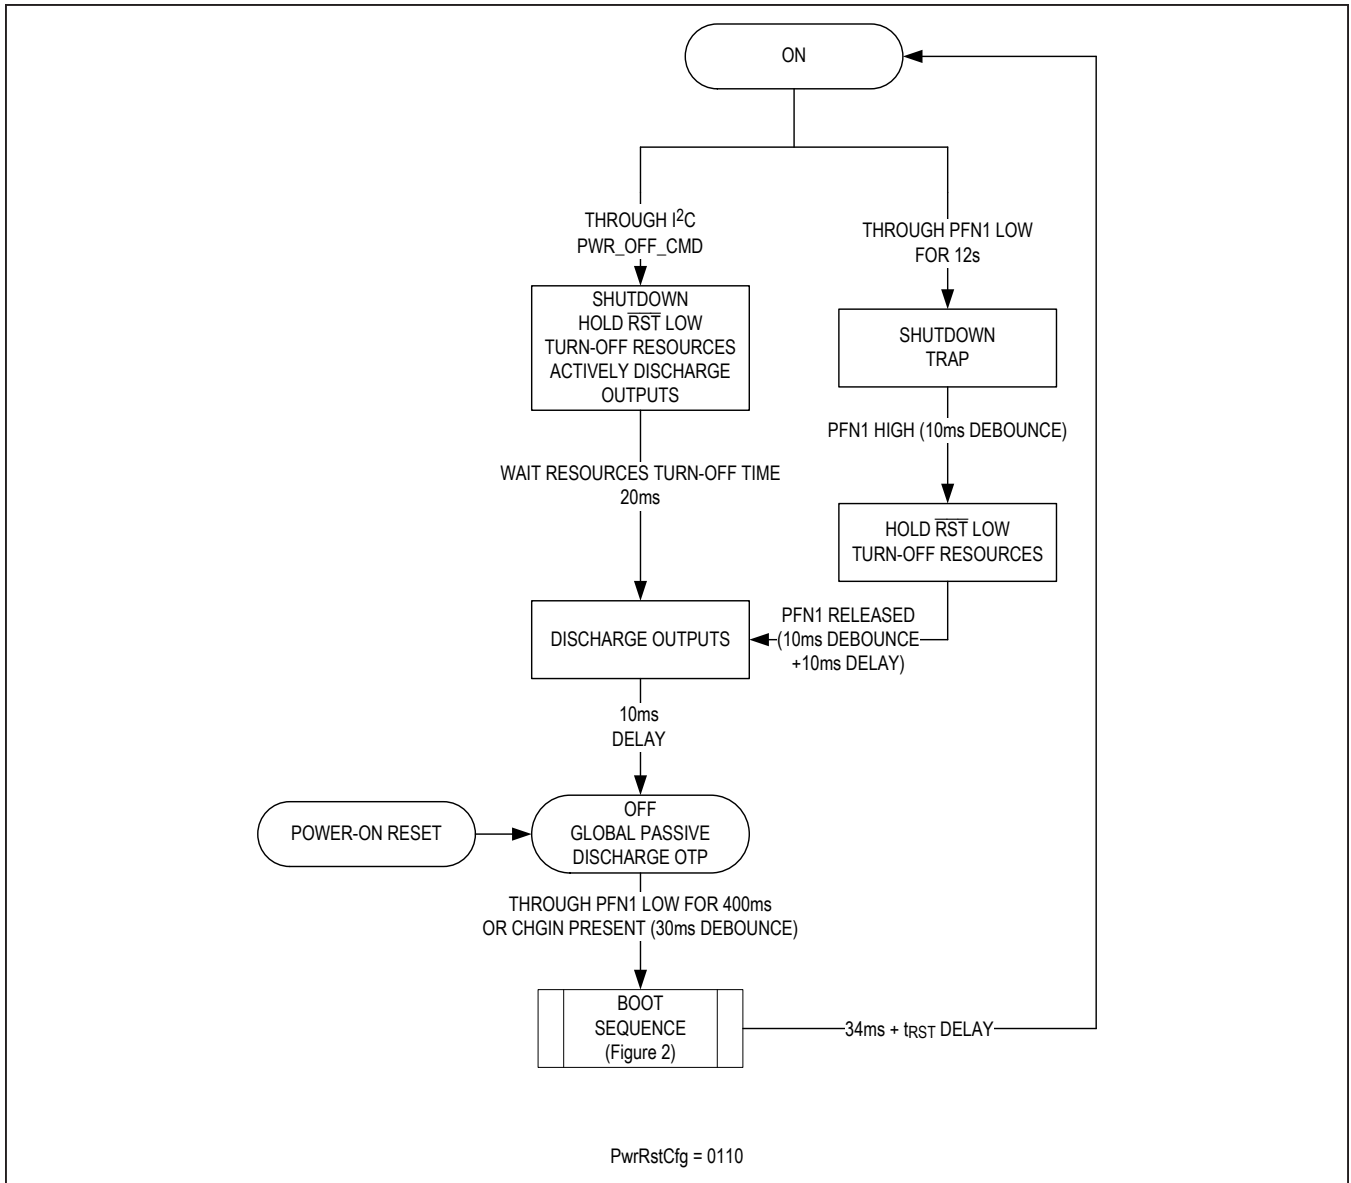 ON
THROUGH I²C
PWR_OFF_CMD
THROUGH PFN1 LOW
FOR 12s
SHUTDOWN
HOLD R̅S̅T̅ LOW
TURN-OFF RESOURCES
ACTIVELY DISCHARGE
OUTPUTS
SHUTDOWN
TRAP
PFN1 HIGH (10ms DEBOUNCE)
WAIT RESOURCES TURN-OFF TIME
20ms
HOLD R̅S̅T̅ LOW
TURN-OFF RESOURCES
DISCHARGE OUTPUTS
PFN1 RELEASED
(10ms DEBOUNCE
+10ms DELAY)
10ms
DELAY
POWER-ON RESET
OFF
GLOBAL PASSIVE
DISCHARGE OTP
THROUGH PFN1 LOW FOR 400ms
OR CHGIN PRESENT (30ms DEBOUNCE)
BOOT
SEQUENCE
(Figure 2)
34ms + tRST DELAY
PwrRstCfg = 0110